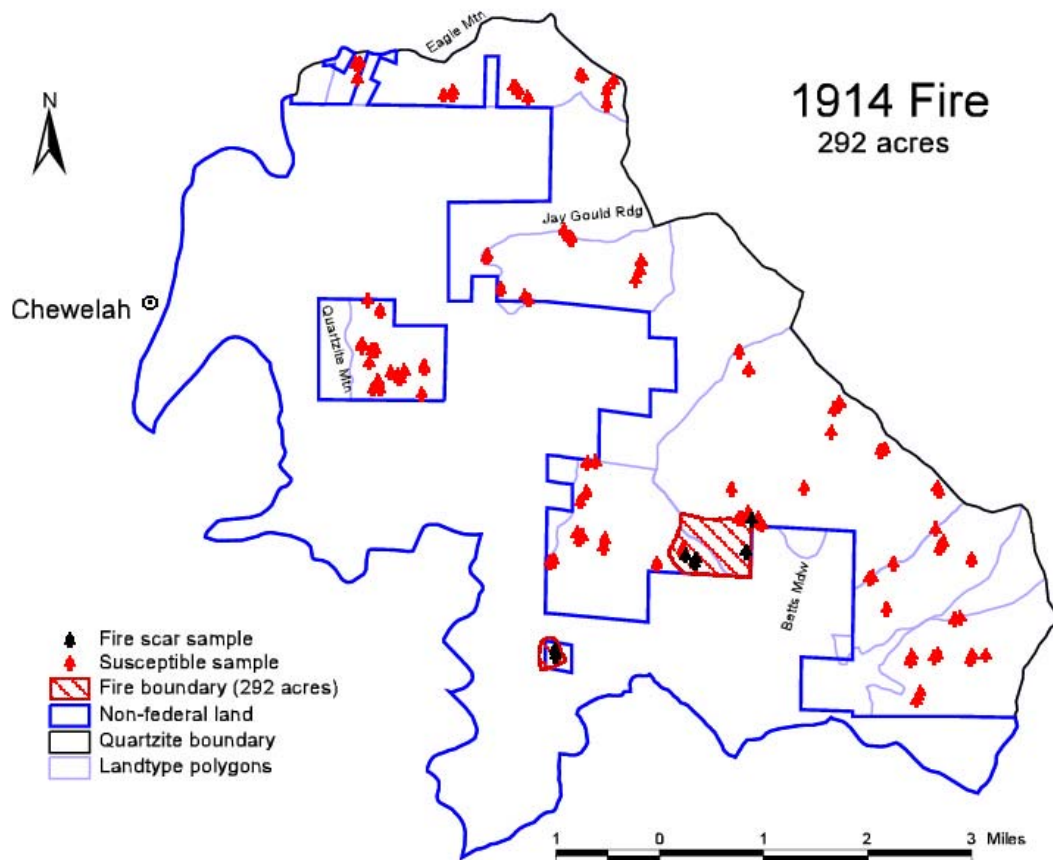 Eagle Mtn
N
1914 Fire
292 acres
Jay Gould Rdg
Chewelah
Quartzite Mtn
Betts Mdw
Fire scar sample
Susceptible sample
Fire boundary (292 acres)
Non-federal land
Quartzite boundary
Landtype polygons
1 0 1 2 3 Miles